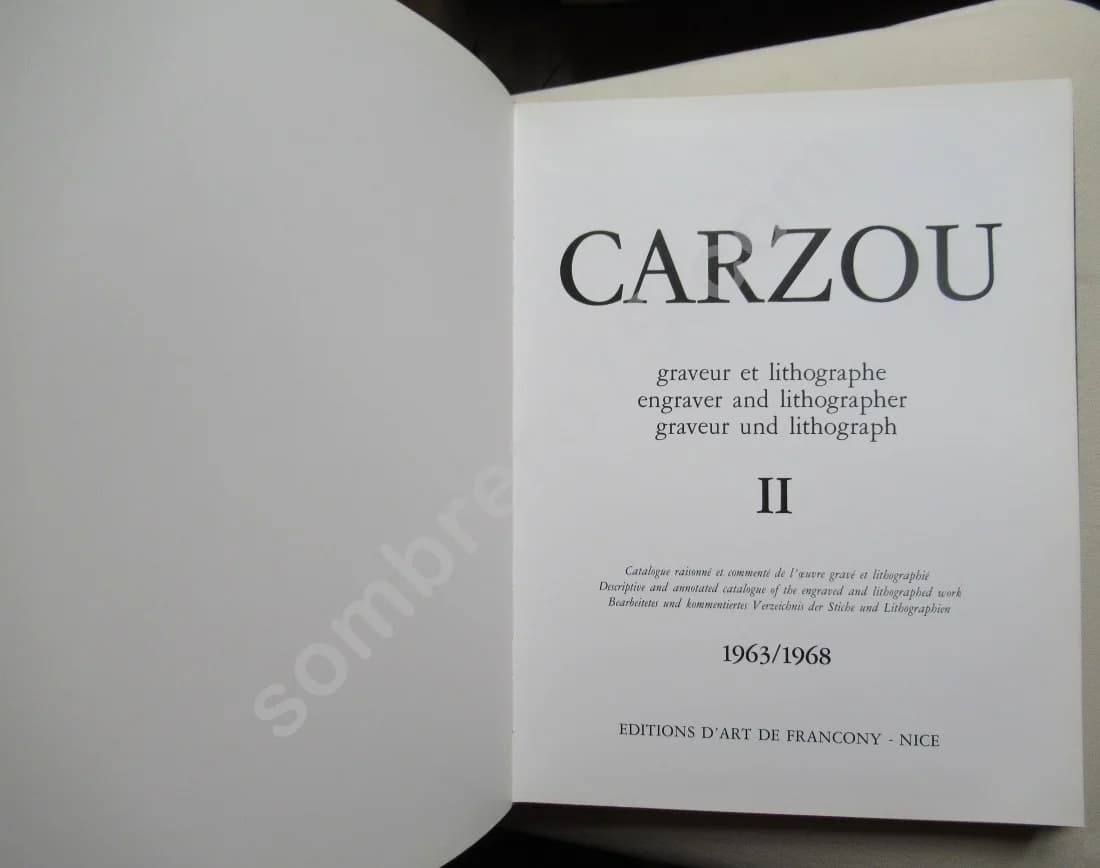 CARZOU
graveur et lithographe
engraver and lithographer
graveur und lithograph
II
Catalogue raisonné et commenté de l'œuvre gravé et lithographié
Descriptive and annotated catalogue of the engraved and lithographed work
Bearbeitetes und kommentiertes Verzeichnis der Stiche und Lithographien
1963/1968
EDITIONS D'ART DE FRANCONY - NICE